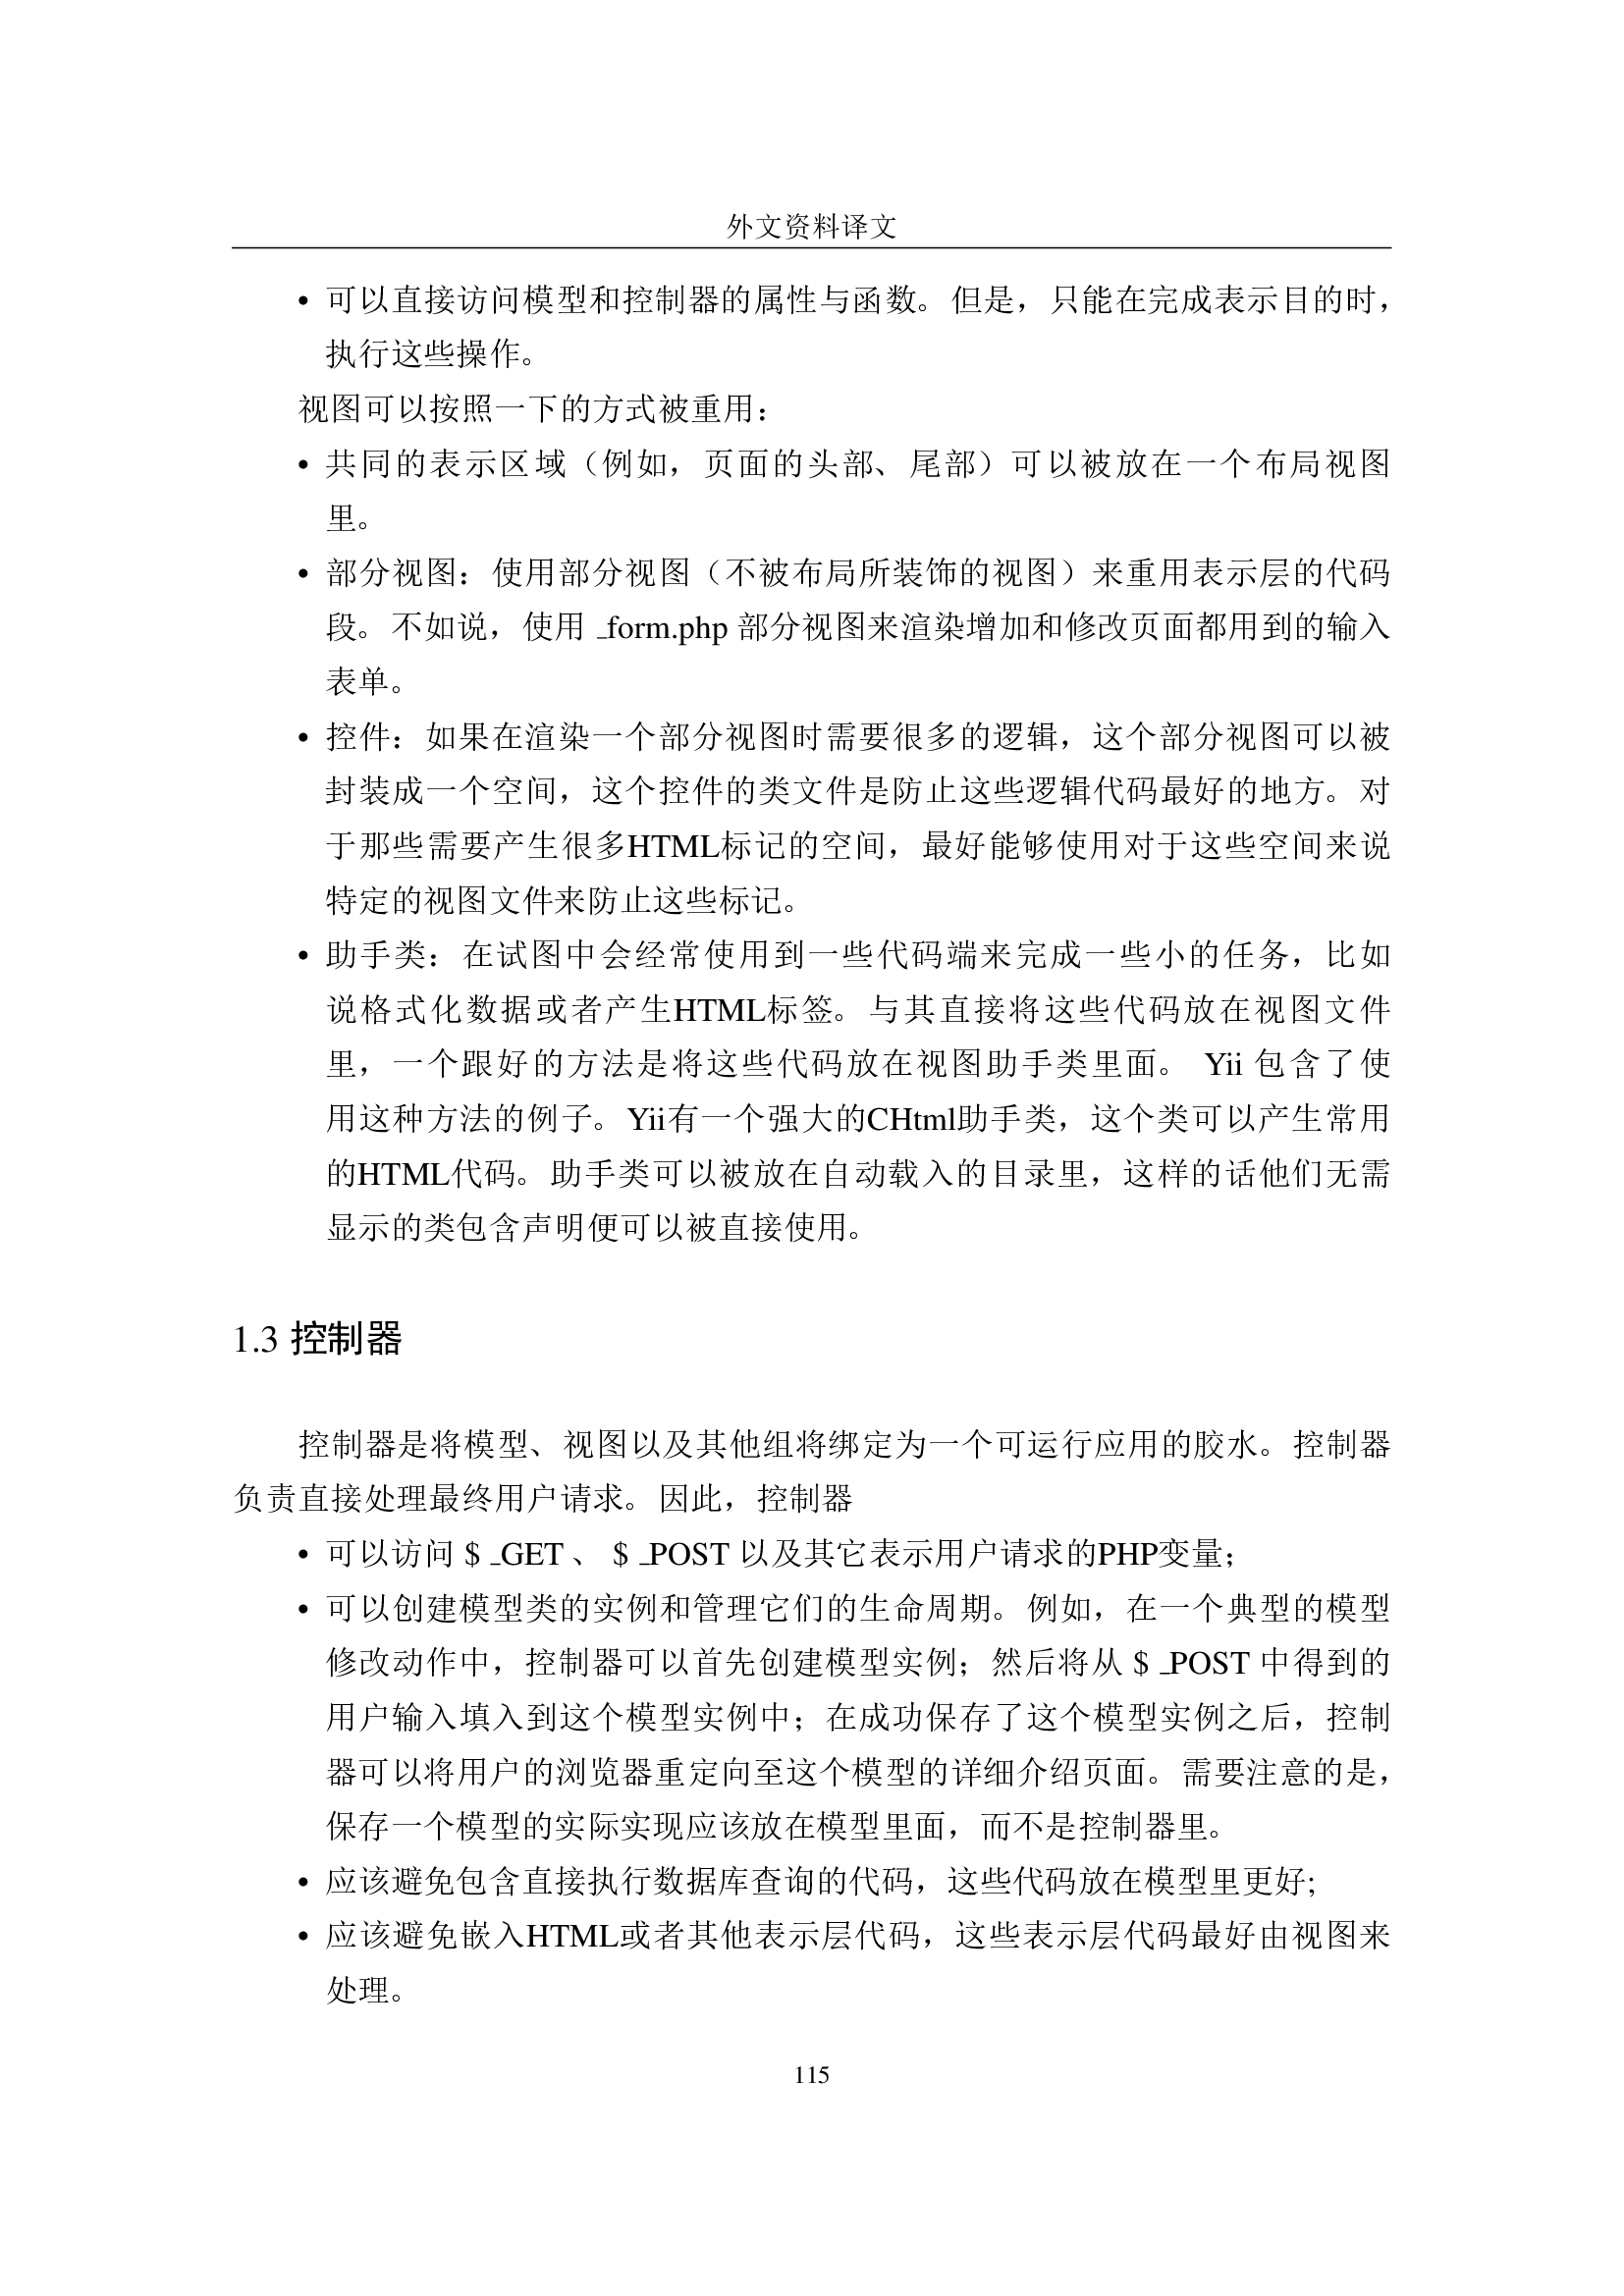 外文资料译文
• 可以直接访问模型和控制器的属性与函数。但是，只能在完成表示目的时，
执行这些操作。
视图可以按照一下的方式被重用：
• 共同的表示区域（例如，页面的头部、尾部）可以被放在一个布局视图
里。
• 部分视图：使用部分视图（不被布局所装饰的视图）来重用表示层的代码
段。不如说，使用 _form.php 部分视图来渲染增加和修改页面都用到的输入
表单。
• 控件：如果在渲染一个部分视图时需要很多的逻辑，这个部分视图可以被
封装成一个空间，这个控件的类文件是防止这些逻辑代码最好的地方。对
于那些需要产生很多HTML标记的空间，最好能够使用对于这些空间来说
特定的视图文件来防止这些标记。
• 助手类：在试图中会经常使用到一些代码端来完成一些小的任务，比如
说格式化数据或者产生HTML标签。与其直接将这些代码放在视图文件
里，一个跟好的方法是将这些代码放在视图助手类里面。 Yii 包含了使
用这种方法的例子。Yii有一个强大的CHtml助手类，这个类可以产生常用
的HTML代码。助手类可以被放在自动载入的目录里，这样的话他们无需
显示的类包含声明便可以被直接使用。
1.3 控制器
控制器是将模型、视图以及其他组将绑定为一个可运行应用的胶水。控制器
负责直接处理最终用户请求。因此，控制器
• 可以访问 $ _GET 、 $ _POST 以及其它表示用户请求的PHP变量；
• 可以创建模型类的实例和管理它们的生命周期。例如，在一个典型的模型
修改动作中，控制器可以首先创建模型实例；然后将从 $ _POST 中得到的
用户输入填入到这个模型实例中；在成功保存了这个模型实例之后，控制
器可以将用户的浏览器重定向至这个模型的详细介绍页面。需要注意的是，
保存一个模型的实际实现应该放在模型里面，而不是控制器里。
• 应该避免包含直接执行数据库查询的代码，这些代码放在模型里更好;
• 应该避免嵌入HTML或者其他表示层代码，这些表示层代码最好由视图来
处理。
115